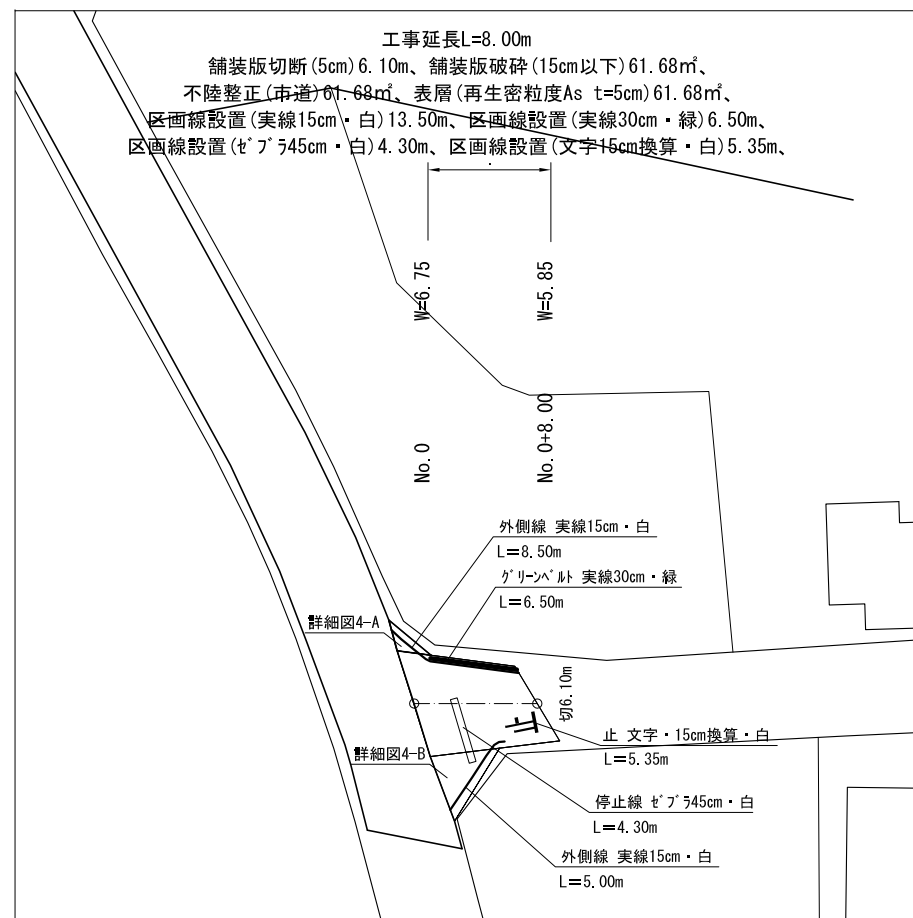 工事延長L=8.00m
舗装版切断(5cm)6.10m、舗装版破砕(15cm以下)61.68㎡、
不陸整正(市道)61.68㎡、表層(再生密粒度As t=5cm)61.68㎡、
区画線設置(実線15cm・白)13.50m、区画線設置(実線30cm・緑)6.50m、
区画線設置(ｾﾞﾌﾞﾗ45cm・白)4.30m、区画線設置(文字15cm換算・白)5.35m、
W=6.75
W=5.85
No.0
No.0+8.00
外側線 実線15cm・白
L=8.50m
ｸﾞﾘｰﾝﾍﾞﾙﾄ 実線30cm・緑
L=6.50m
詳細図4-A
切6.10m
止
止 文字・15cm換算・白
L=5.35m
詳細図4-B
停止線 ｾﾞﾌﾞﾗ45cm・白
L=4.30m
外側線 実線15cm・白
L=5.00m